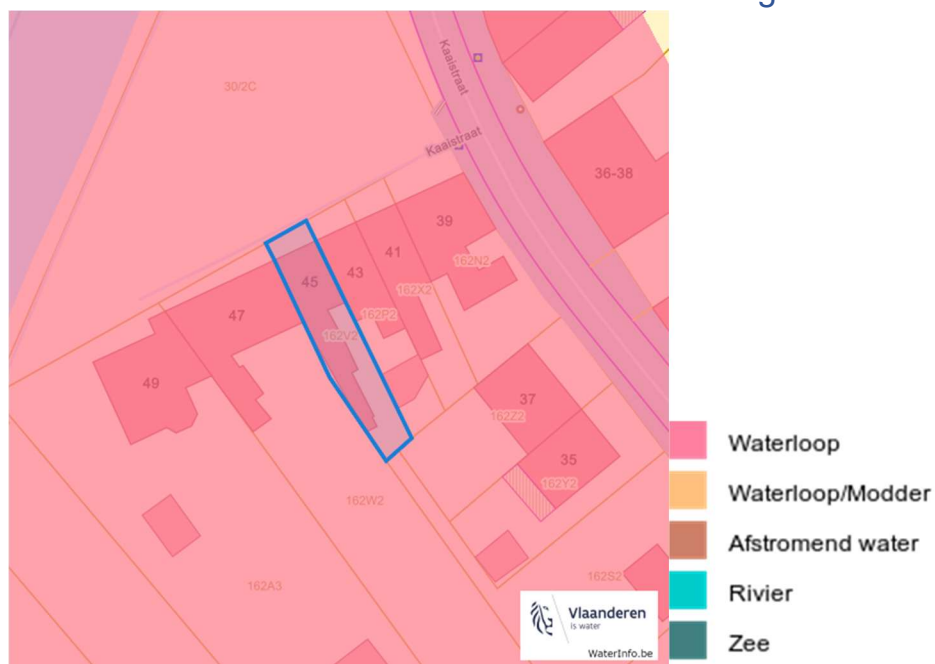 30/2C
Kaaistraat
Kaaistraat
36-38
39
162N2
41
162X2
43
162P2
45
162V2
47
49
37
162Z2
35
162Y2
162W2
162A3
162S2
Vlaanderen
is water
WaterInfo.be
Waterloop
Waterloop/Modder
Afstromend water
Rivier
Zee